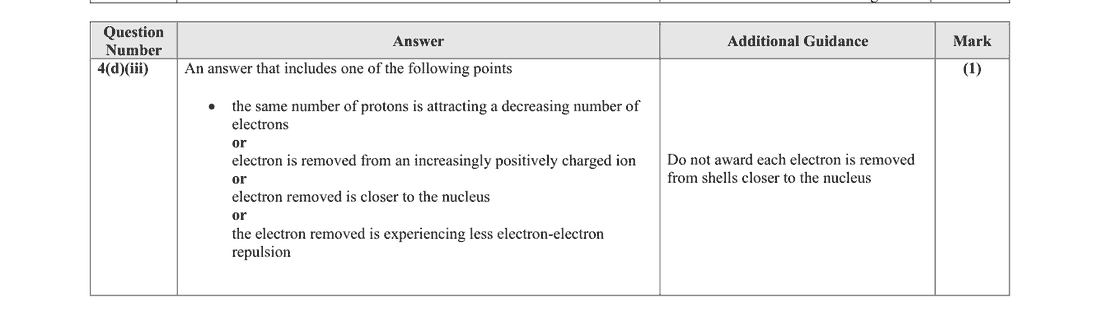 Question
Number
Answer
Additional Guidance
Mark
4(d)(iii)
An answer that includes one of the following points
(1)
• the same number of protons is attracting a decreasing number of
electrons
or
electron is removed from an increasingly positively charged ion
or
electron removed is closer to the nucleus
or
the electron removed is experiencing less electron-electron
repulsion
Do not award each electron is removed
from shells closer to the nucleus